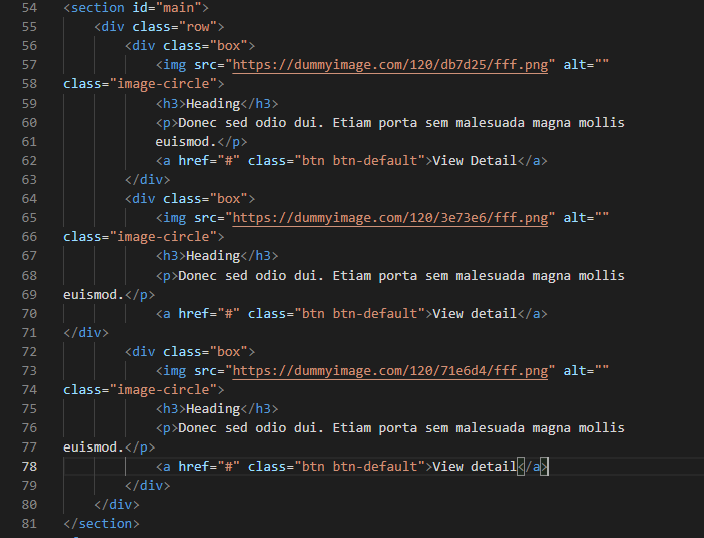 54 <section id="main">
55     <div class="row">
56         <div class="box">
57             <img src="https://dummyimage.com/120/db7d25/fff.png" alt=""
58 class="image-circle">
59             <h3>Heading</h3>
60             <p>Donec sed odio dui. Etiam porta sem malesuada magna mollis
61             euismod.</p>
62             <a href="#" class="btn btn-default">View Detail</a>
63         </div>
64         <div class="box">
65             <img src="https://dummyimage.com/120/3e73e6/fff.png" alt=""
66 class="image-circle">
67             <h3>Heading</h3>
68             <p>Donec sed odio dui. Etiam porta sem malesuada magna mollis
69 euismod.</p>
70             <a href="#" class="btn btn-default">View detail</a>
71 </div>
72         <div class="box">
73             <img src="https://dummyimage.com/120/71e6d4/fff.png" alt=""
74 class="image-circle">
75             <h3>Heading</h3>
76             <p>Donec sed odio dui. Etiam porta sem malesuada magna mollis
77 euismod.</p>
78             <a href="#" class="btn btn-default">View detail</a>
79         </div>
80     </div>
81 </section>